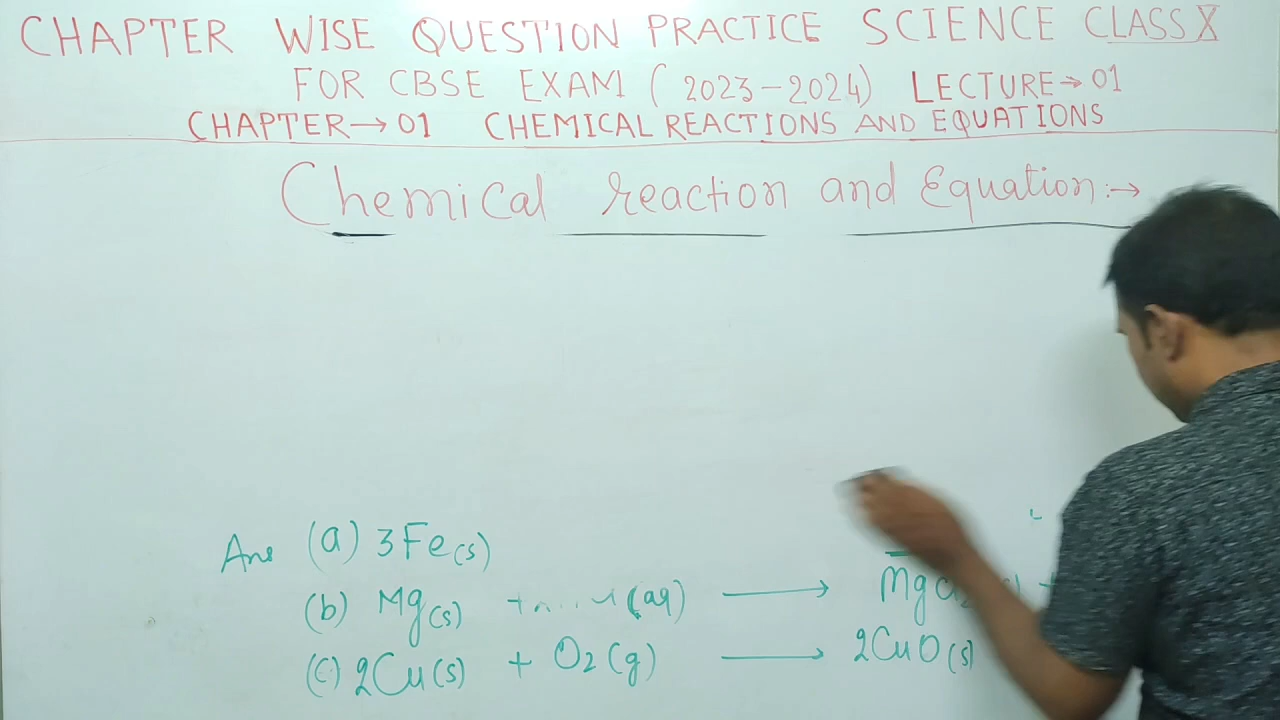 CHAPTER WISE QUESTION PRACTICE SCIENCE CLASS X
FOR CBSE EXAM (2023-2024) LECTURE→01
CHAPTER→01 CHEMICAL REACTIONS AND EQUATIONS
Chemical reaction and Equation:→
Ans (a) 3Fe(s)
(b) Mg(s) + (aq) ⟶ MgCl2 +
(c) 2Cu(s) + O2(g) ⟶ 2CuO(s)